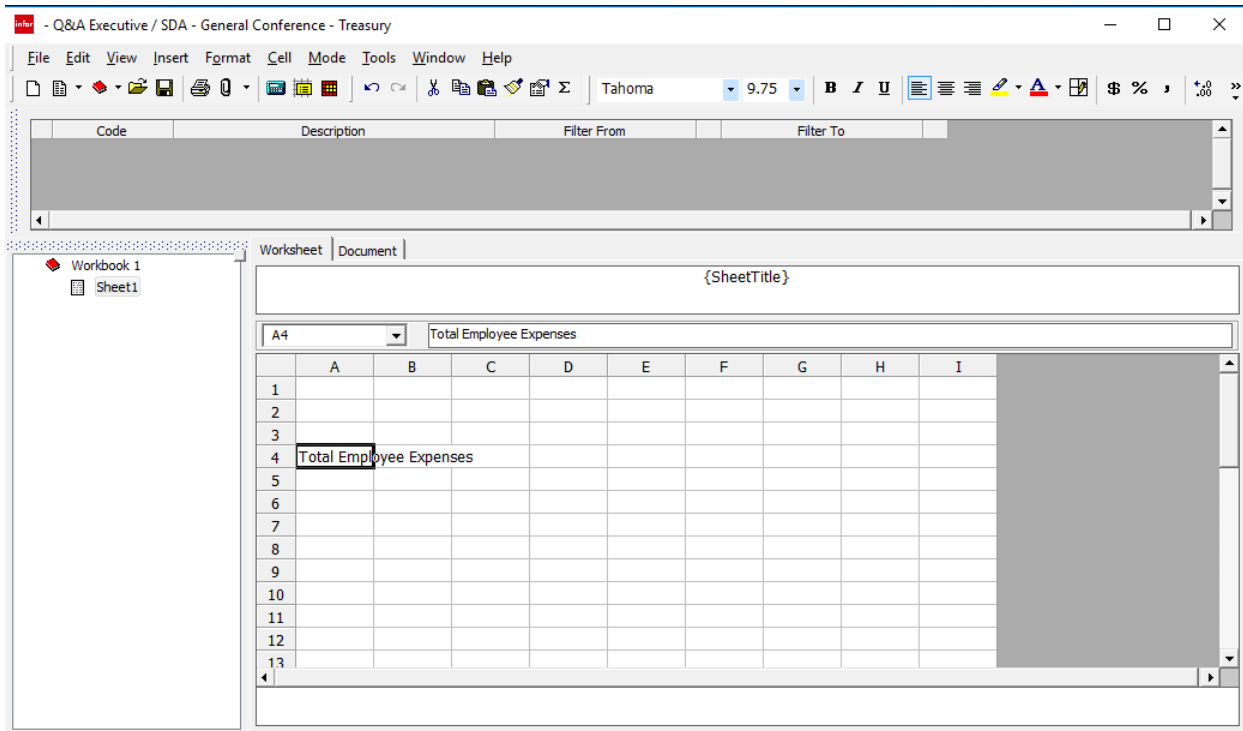 infor - Q&A Executive / SDA - General Conference - Treasury
File Edit View Insert Format Cell Mode Tools Window Help
Σ Tahoma 9.75 B I U A $ % , +.0 .00 »
Code Description Filter From Filter To
Worksheet Document
Workbook 1
Sheet1
{SheetTitle}
A4 Total Employee Expenses
A B C D E F G H I
1
2
3
4 Total Employee Expenses
5
6
7
8
9
10
11
12
13